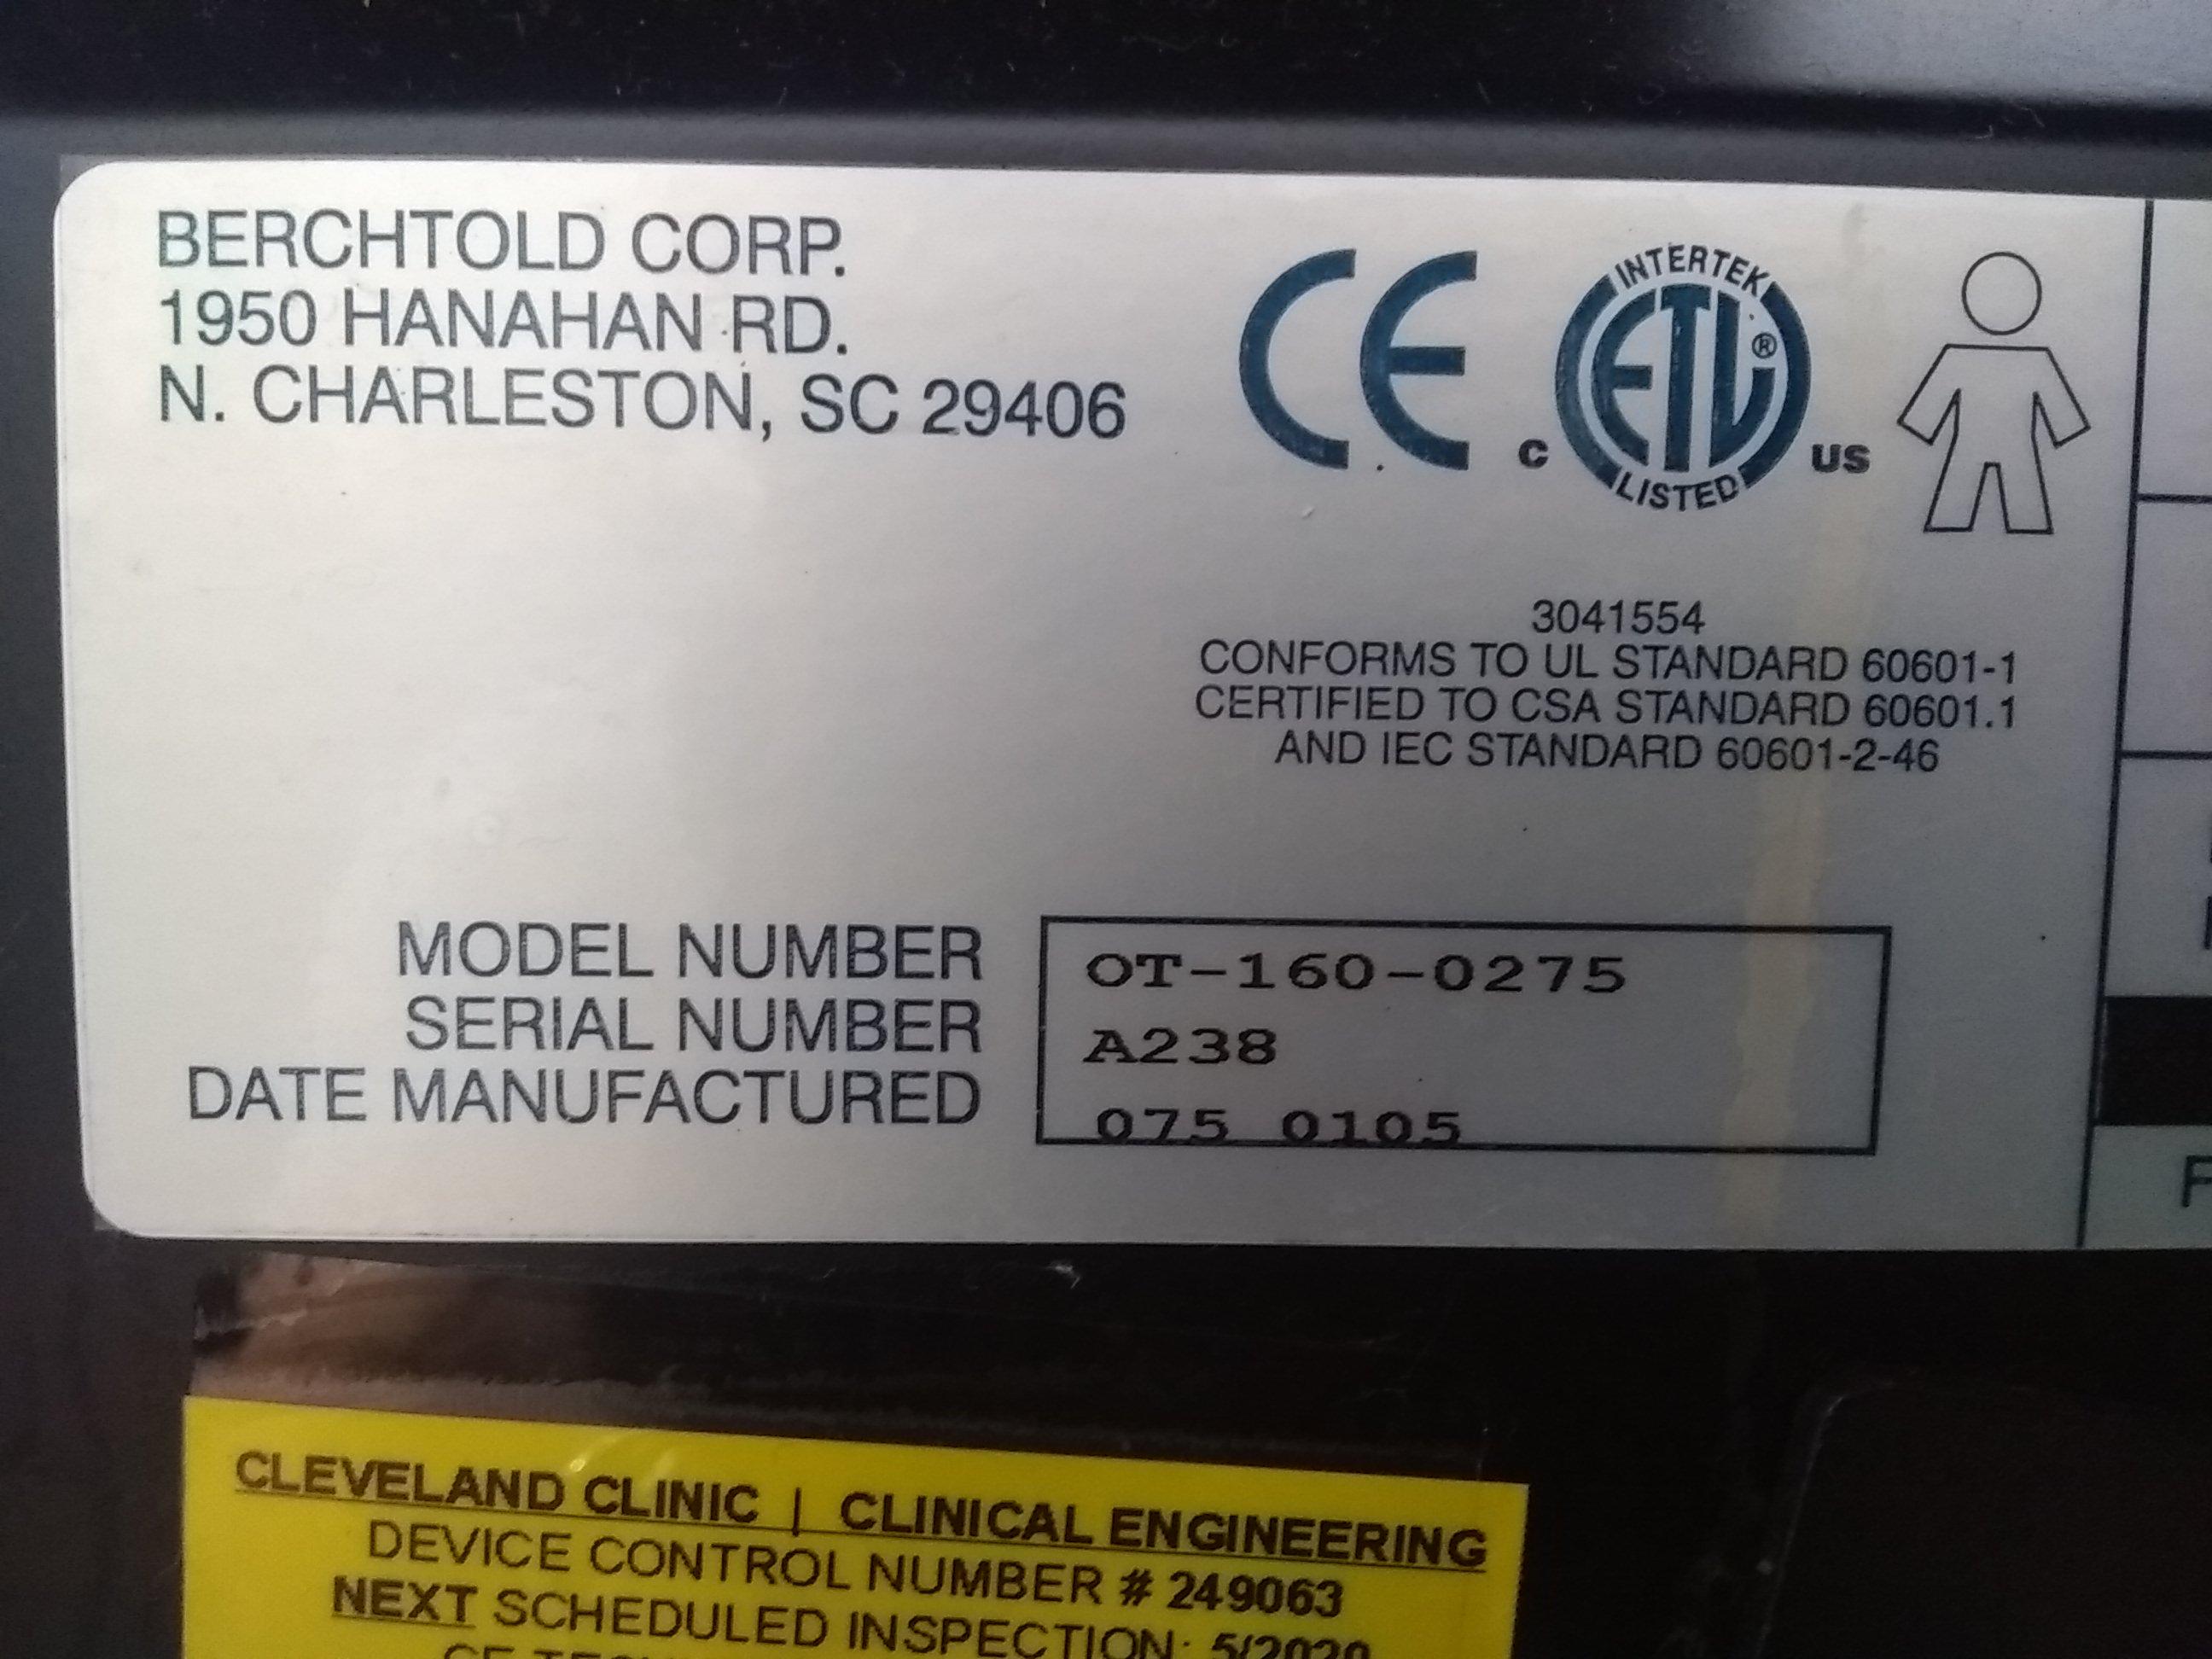 BERCHTOLD CORP.
1950 HANAHAN RD.
N. CHARLESTON, SC 29406
CE
INTERTEK
C ETL® US
LISTED
3041554
CONFORMS TO UL STANDARD 60601-1
CERTIFIED TO CSA STANDARD 60601.1
AND IEC STANDARD 60601-2-46
MODEL NUMBER OT-160-0275
SERIAL NUMBER A238
DATE MANUFACTURED 075 0105
CLEVELAND CLINIC | CLINICAL ENGINEERING
DEVICE CONTROL NUMBER # 249063
NEXT SCHEDULED INSPECTION: 5/2020